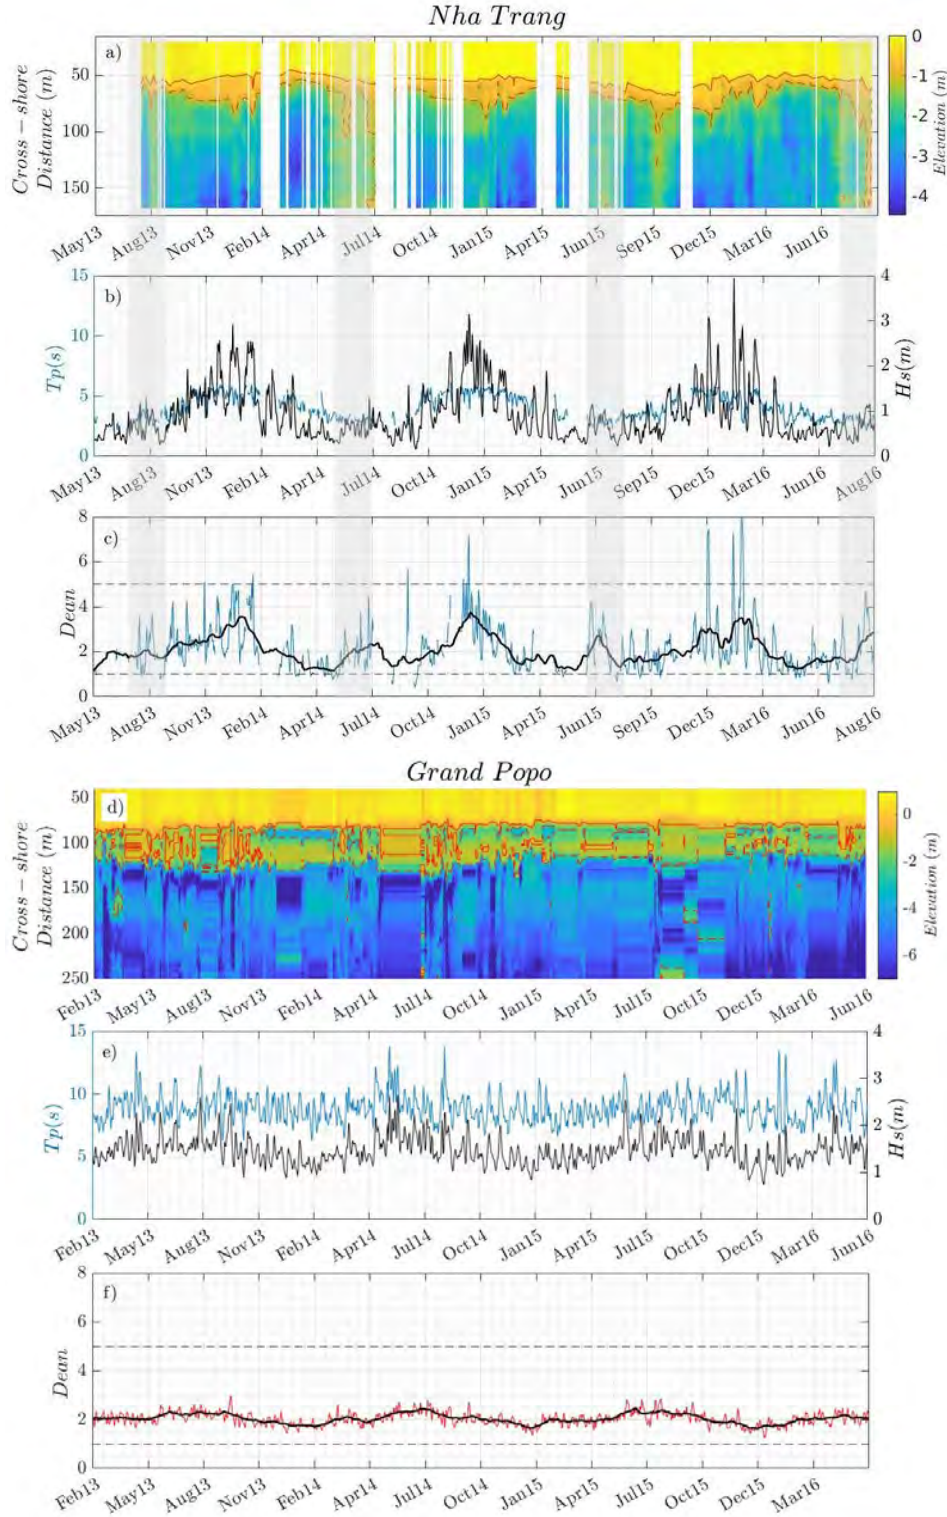 Nha Trang
a)
Cross-shore
Distance (m)
50
100
150
0
-1
-2
-3
-4
Elevation (m)
May13 Aug13 Nov13 Feb14 Apr14 Jul14 Oct14 Jan15 Apr15 Jun15 Sep15 Dec15 Mar16 Jun16
b)
Tp(s)
15
10
5
0
4
3
2
1
0
Hs(m)
May13 Aug13 Nov13 Feb14 Apr14 Jul14 Oct14 Jan15 Apr15 Jun15 Sep15 Dec15 Mar16 Jun16 Aug16
c)
Dean
8
6
4
2
0
May13 Aug13 Nov13 Feb14 Apr14 Jul14 Oct14 Jan15 Apr15 Jun15 Sep15 Dec15 Mar16 Jun16 Aug16
Grand Popo
d)
Cross-shore
Distance (m)
50
100
150
200
250
0
-2
-4
-6
Elevation (m)
Feb13 May13 Aug13 Nov13 Feb14 Apr14 Jul14 Oct14 Jan15 Apr15 Jul15 Oct15 Dec15 Mar16 Jun16
e)
Tp(s)
15
10
5
0
4
3
2
1
0
Hs(m)
Feb13 May13 Aug13 Nov13 Feb14 Apr14 Jul14 Oct14 Jan15 Apr15 Jul15 Oct15 Dec15 Mar16 Jun16
f)
Dean
8
6
4
2
0
Feb13 May13 Aug13 Nov13 Feb14 Apr14 Jul14 Oct14 Jan15 Apr15 Jul15 Oct15 Dec15 Mar16